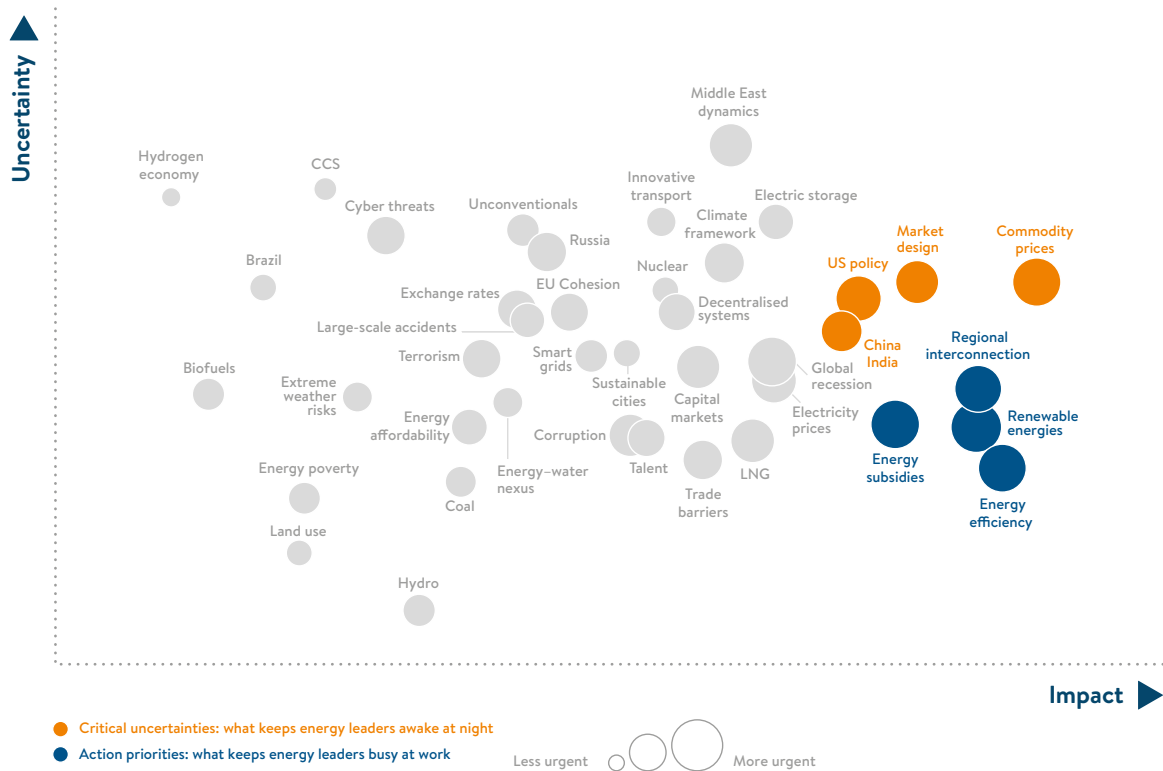 Uncertainty
Middle East
dynamics
Hydrogen
economy
CCS
Innovative
transport
Electric storage
Cyber threats
Unconventionals
Climate
framework
Russia
Market
design
Commodity
prices
Brazil
Nuclear
US policy
Exchange rates
EU Cohesion
Decentralised
systems
Large-scale accidents
China
India
Regional
interconnection
Terrorism
Smart
grids
Biofuels
Extreme
weather
risks
Sustainable
cities
Capital
markets
Global
recession
Electricity
prices
Energy
affordability
Corruption
Talent
Renewable
energies
Energy poverty
Energy–water
nexus
Coal
Trade
barriers
LNG
Energy
subsidies
Energy
efficiency
Land use
Hydro
Impact
Critical uncertainties: what keeps energy leaders awake at night
Action priorities: what keeps energy leaders busy at work
Less urgent
More urgent